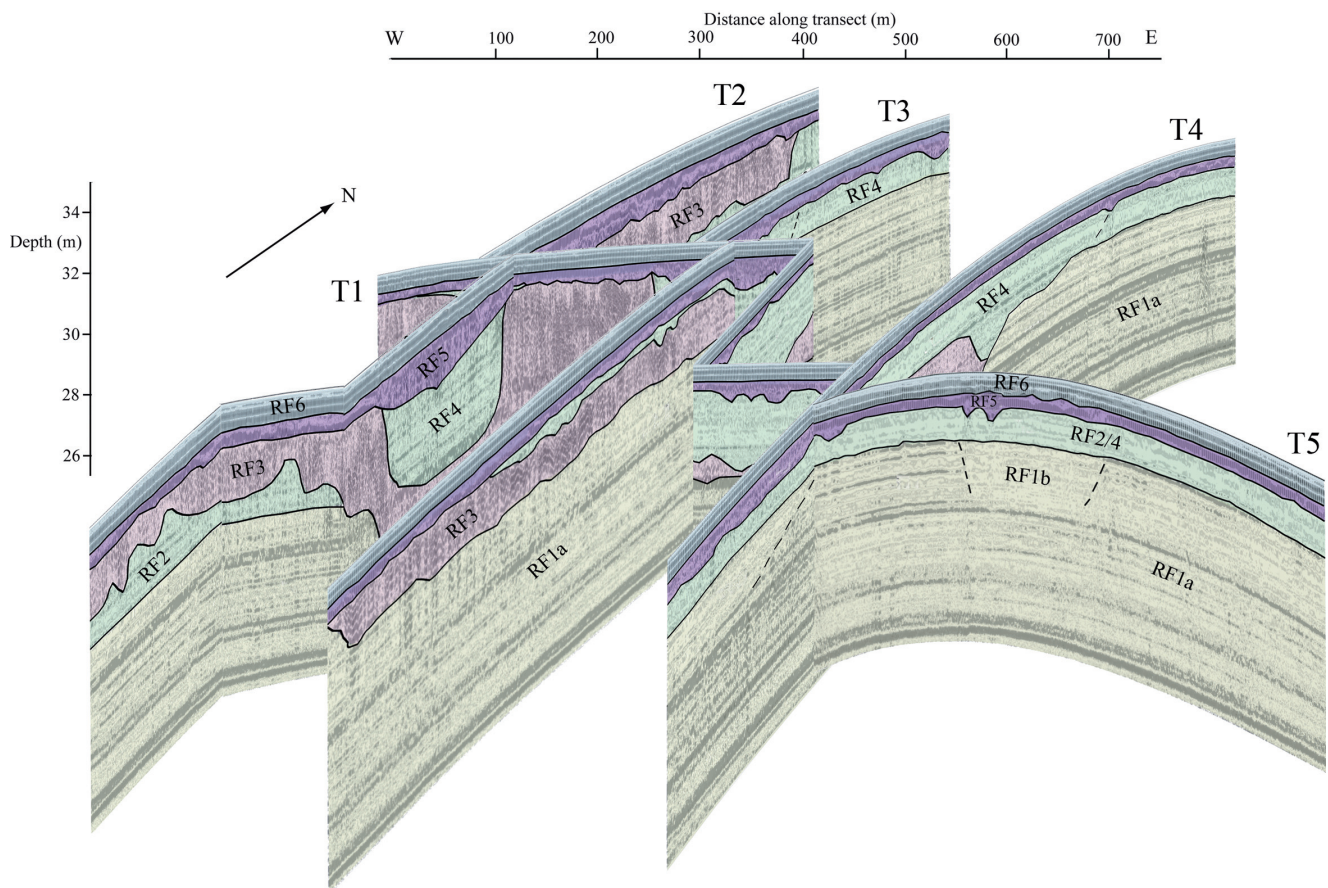 Distance along transect (m)
W 100 200 300 400 500 600 700 E
T2
T3
T4
N
34
Depth (m)
32
30
28
26
RF3
RF4
T1
RF4
RF1a
RF5
RF4
RF6
RF6
RF5
RF2/4
T5
RF3
RF1b
RF3
RF2
RF1a
RF1a